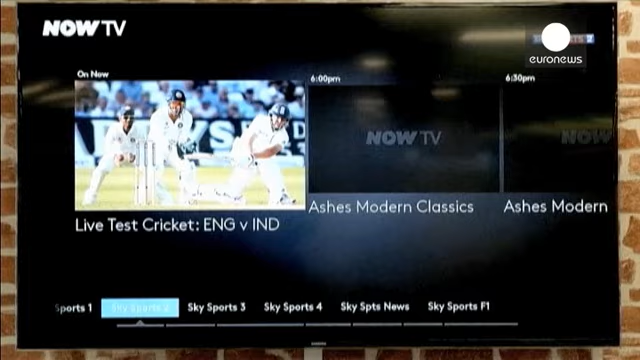 NOW TV
euronews
On Now
6:00pm
6:30pm
NOW TV
NOW
Live Test Cricket: ENG v IND
Ashes Modern Classics
Ashes Modern
Sports 1
Sky Sports 2
Sky Sports 3
Sky Sports 4
Sky Spts News
Sky Sports F1